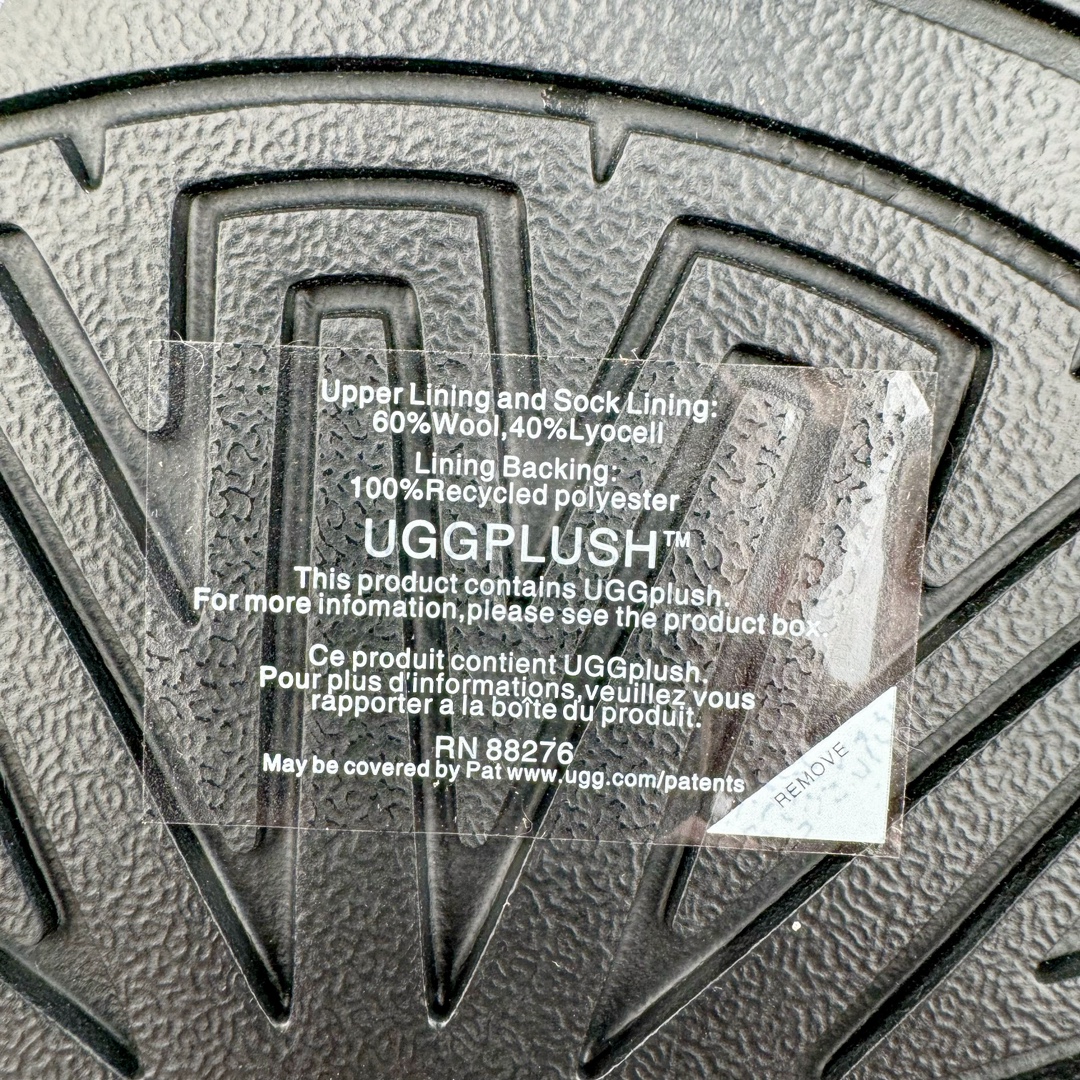 Upper Lining and Sock Lining:
60%Wool,40%Lyocell
Lining Backing:
100%Recycled polyester
UGGPLUSH™
This product contains UGGplush.
For more infomation,please see the product box.
Ce produit contient UGGplush.
Pour plus d'informations,veuillez vous
rapporter a la boîte du produit.
RN 88276
May be covered by Pat www.ugg.com/patents
REMOVE